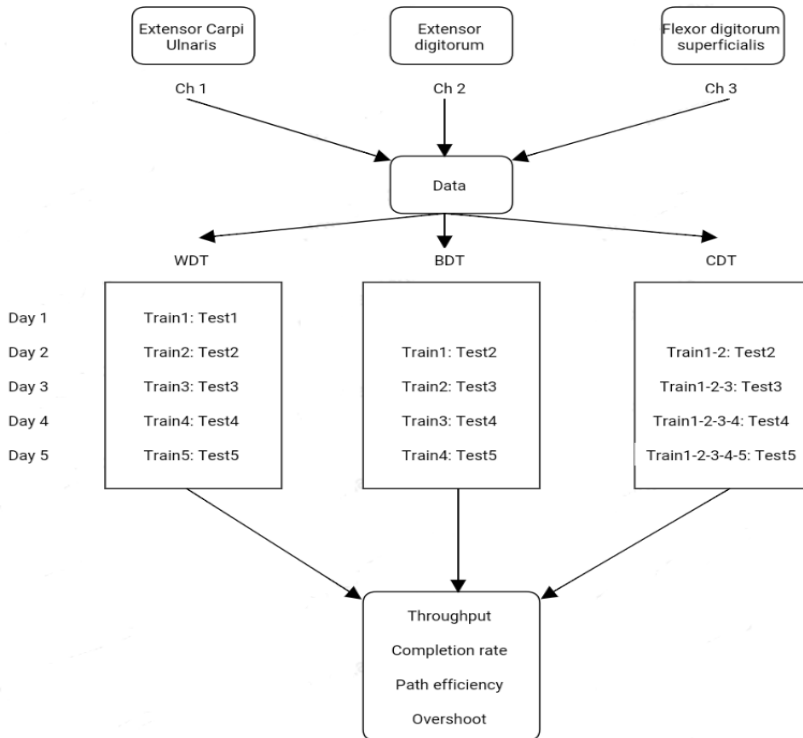 Extensor Carpi
Ulnaris
Extensor
digitorum
Flexor digitorum
superficialis
Ch 1
Ch 2
Ch 3
Data
WDT
BDT
CDT
Day 1
Train1: Test1
Day 2
Train2: Test2
Train1: Test2
Train1-2: Test2
Day 3
Train3: Test3
Train2: Test3
Train1-2-3: Test3
Day 4
Train4: Test4
Train3: Test4
Train1-2-3-4: Test4
Day 5
Train5: Test5
Train4: Test5
Train1-2-3-4-5: Test5
Throughput
Completion rate
Path efficiency
Overshoot